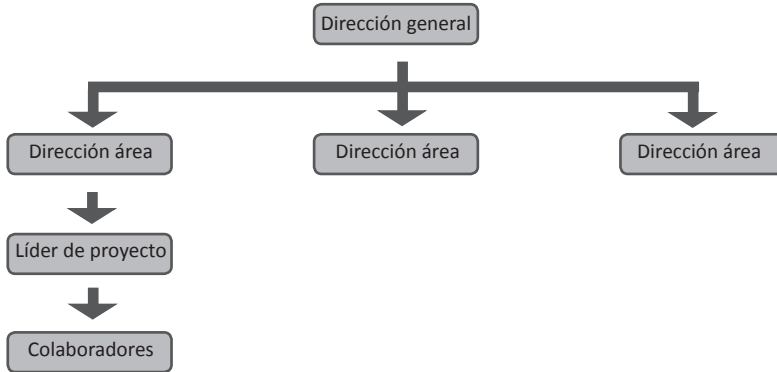 Dirección general
Dirección área
Dirección área
Dirección área
Líder de proyecto
Colaboradores